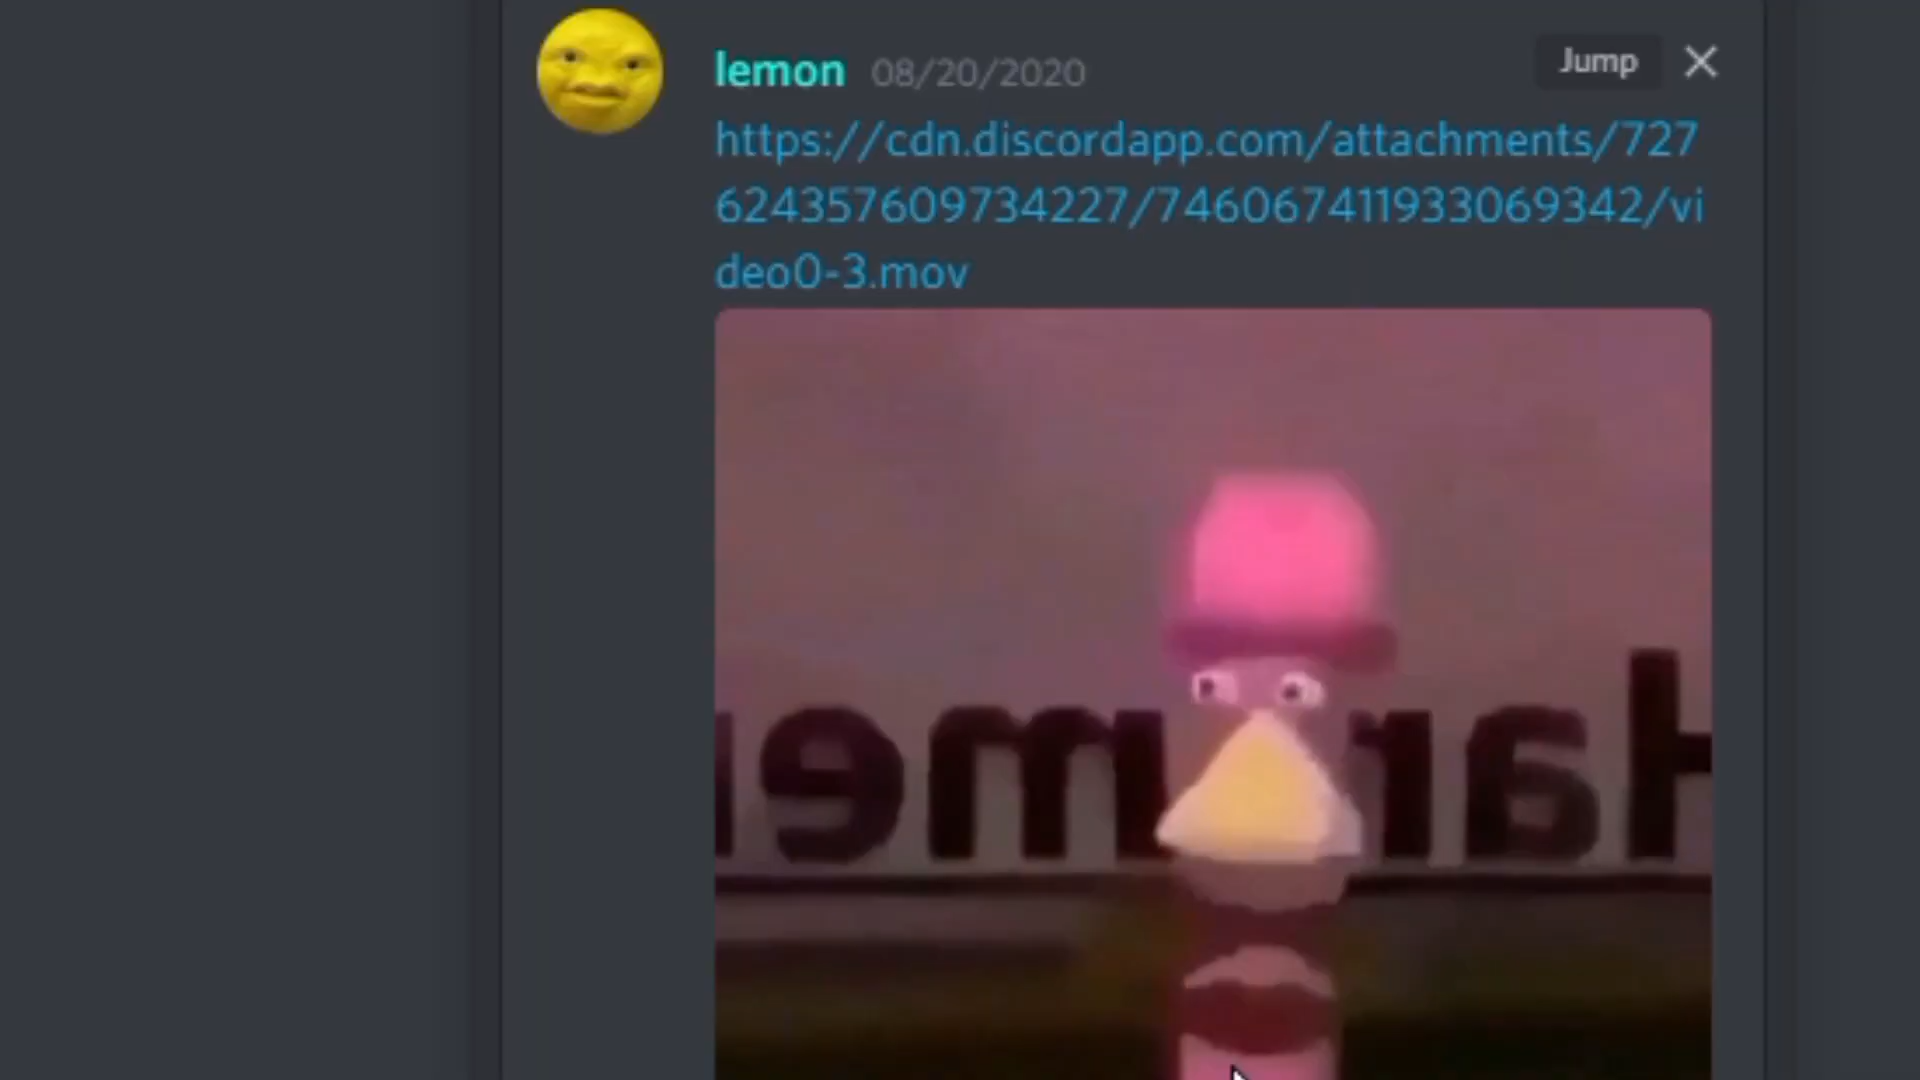 lemon 08/20/2020 Jump
https://cdn.discordapp.com/attachments/727
624357609734227/746067411933069342/vi
deo0-3.mov